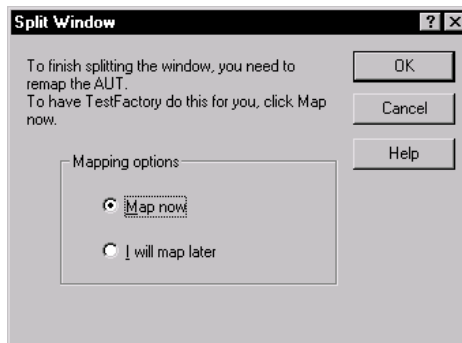 Split Window
To finish splitting the window, you need to
remap the AUT.
To have TestFactory do this for you, click Map
now.
OK
Cancel
Help
Mapping options
Map now
I will map later